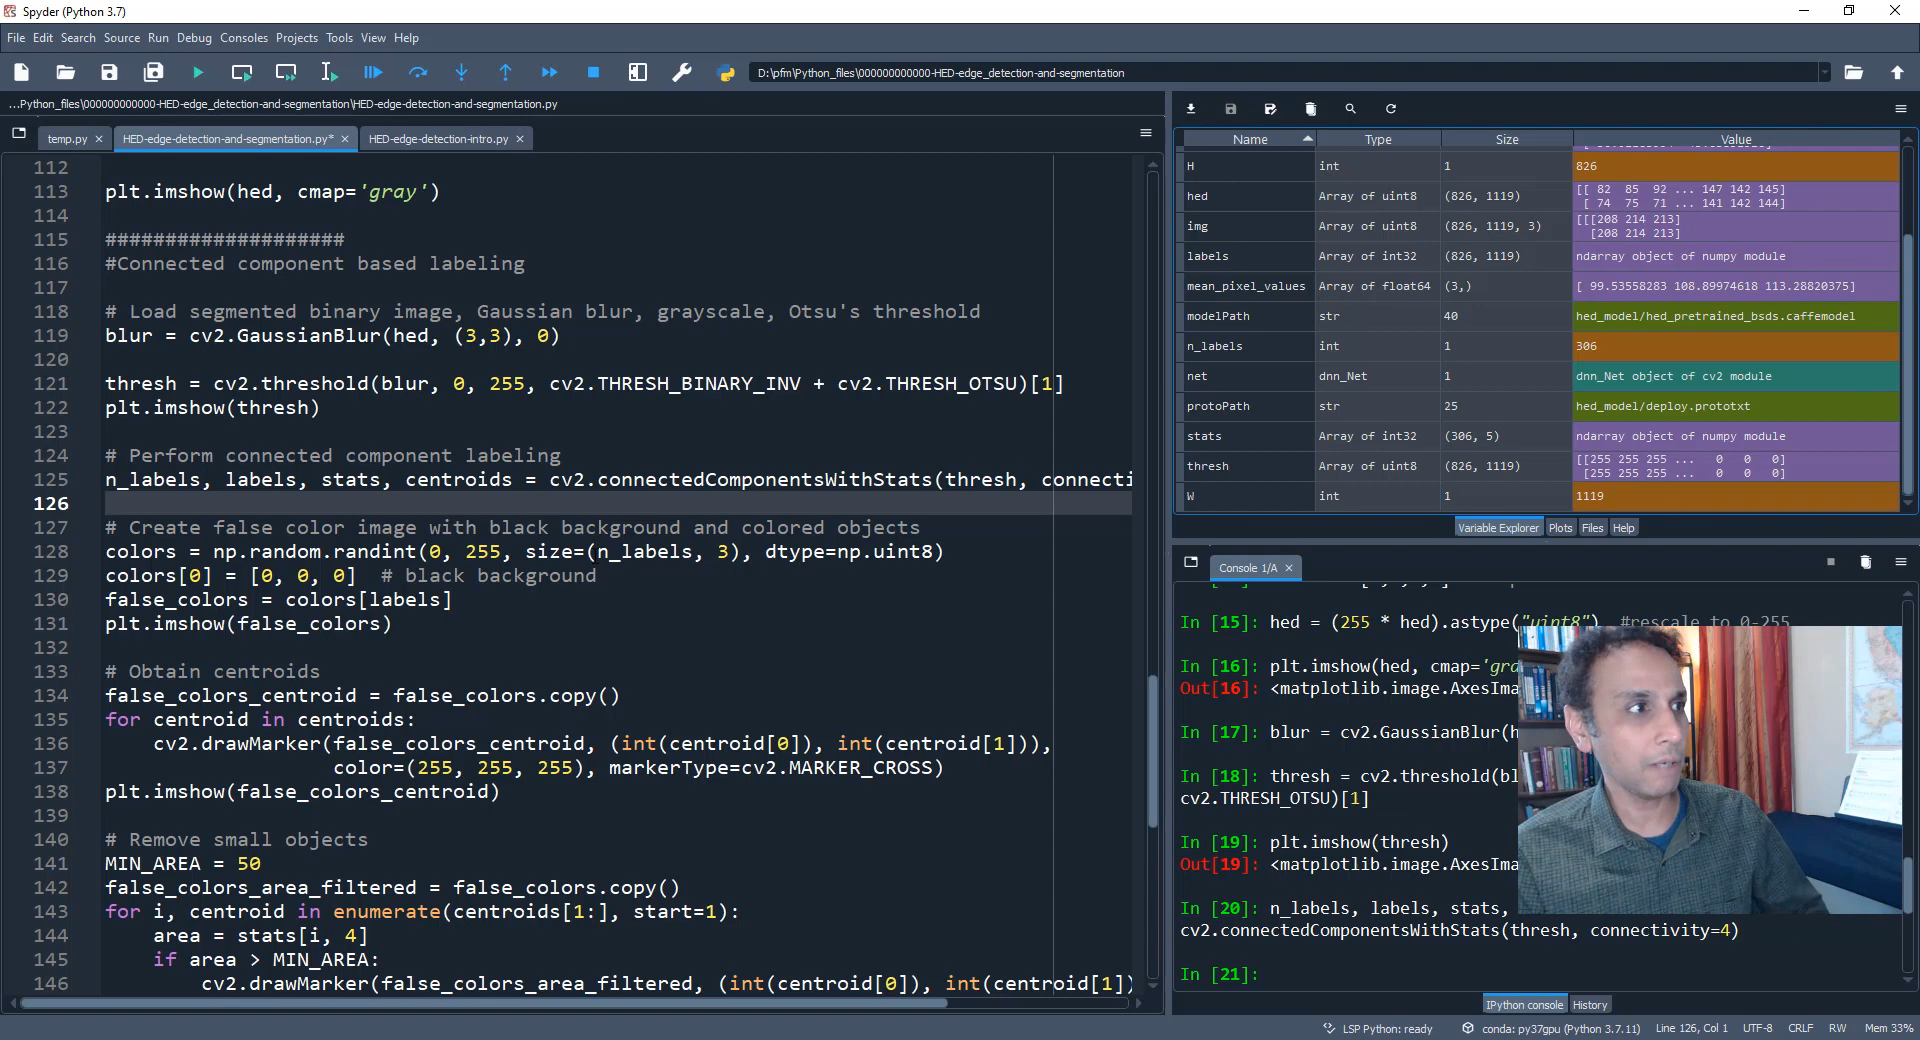 Spyder (Python 3.7)
File Edit Search Source Run Debug Consoles Projects Tools View Help
D:\pfm\Python_files\000000000000-HED-edge_detection-and-segmentation
...Python_files\000000000000-HED-edge_detection-and-segmentation\HED-edge-detection-and-segmentation.py
temp.py HED-edge-detection-and-segmentation.py* HED-edge-detection-intro.py
112
113 plt.imshow(hed, cmap='gray')
114
115 ####################
116 #Connected component based labeling
117
118 # Load segmented binary image, Gaussian blur, grayscale, Otsu's threshold
119 blur = cv2.GaussianBlur(hed, (3,3), 0)
120
121 thresh = cv2.threshold(blur, 0, 255, cv2.THRESH_BINARY_INV + cv2.THRESH_OTSU)[1]
122 plt.imshow(thresh)
123
124 # Perform connected component labeling
125 n_labels, labels, stats, centroids = cv2.connectedComponentsWithStats(thresh, connecti
126
127 # Create false color image with black background and colored objects
128 colors = np.random.randint(0, 255, size=(n_labels, 3), dtype=np.uint8)
129 colors[0] = [0, 0, 0]  # black background
130 false_colors = colors[labels]
131 plt.imshow(false_colors)
132
133 # Obtain centroids
134 false_colors_centroid = false_colors.copy()
135 for centroid in centroids:
136     cv2.drawMarker(false_colors_centroid, (int(centroid[0]), int(centroid[1])),
137                    color=(255, 255, 255), markerType=cv2.MARKER_CROSS)
138 plt.imshow(false_colors_centroid)
139
140 # Remove small objects
141 MIN_AREA = 50
142 false_colors_area_filtered = false_colors.copy()
143 for i, centroid in enumerate(centroids[1:], start=1):
144     area = stats[i, 4]
145     if area > MIN_AREA:
146         cv2.drawMarker(false_colors_area_filtered, (int(centroid[0]), int(centroid[1])
Name Type Size Value
H int 1 826
hed Array of uint8 (826, 1119) [[ 82 85 92 ... 147 142 145]
[ 74 75 71 ... 141 142 144]
img Array of uint8 (826, 1119, 3) [[[208 214 213]
[208 214 213]
labels Array of int32 (826, 1119) ndarray object of numpy module
mean_pixel_values Array of float64 (3,) [ 99.53558283 108.89974618 113.28820375]
modelPath str 40 hed_model/hed_pretrained_bsds.caffemodel
n_labels int 1 306
net dnn_Net 1 dnn_Net object of cv2 module
protoPath str 25 hed_model/deploy.prototxt
stats Array of int32 (306, 5) ndarray object of numpy module
thresh Array of uint8 (826, 1119) [[255 255 255 ... 0 0 0]
[255 255 255 ... 0 0 0]
W int 1 1119
Variable Explorer Plots Files Help
Console 1/A
In [15]: hed = (255 * hed).astype("uint8")  #rescale to 0-255
In [16]: plt.imshow(hed, cmap='gra
Out[16]: <matplotlib.image.AxesIma
In [17]: blur = cv2.GaussianBlur(h
In [18]: thresh = cv2.threshold(bl
cv2.THRESH_OTSU)[1]
In [19]: plt.imshow(thresh)
Out[19]: <matplotlib.image.AxesIma
In [20]: n_labels, labels, stats,
cv2.connectedComponentsWithStats(thresh, connectivity=4)
In [21]:
IPython console History
LSP Python: ready conda: py37gpu (Python 3.7.11) Line 126, Col 1 UTF-8 CRLF RW Mem 33%